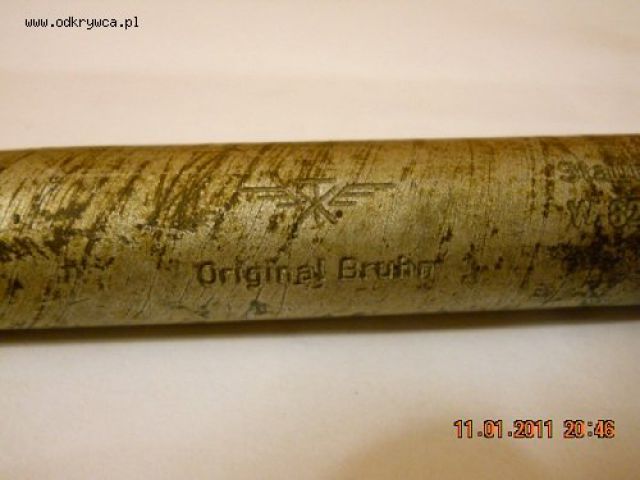 www.odkrywca.pl
Original Bruhn
11.01.2011 20:46